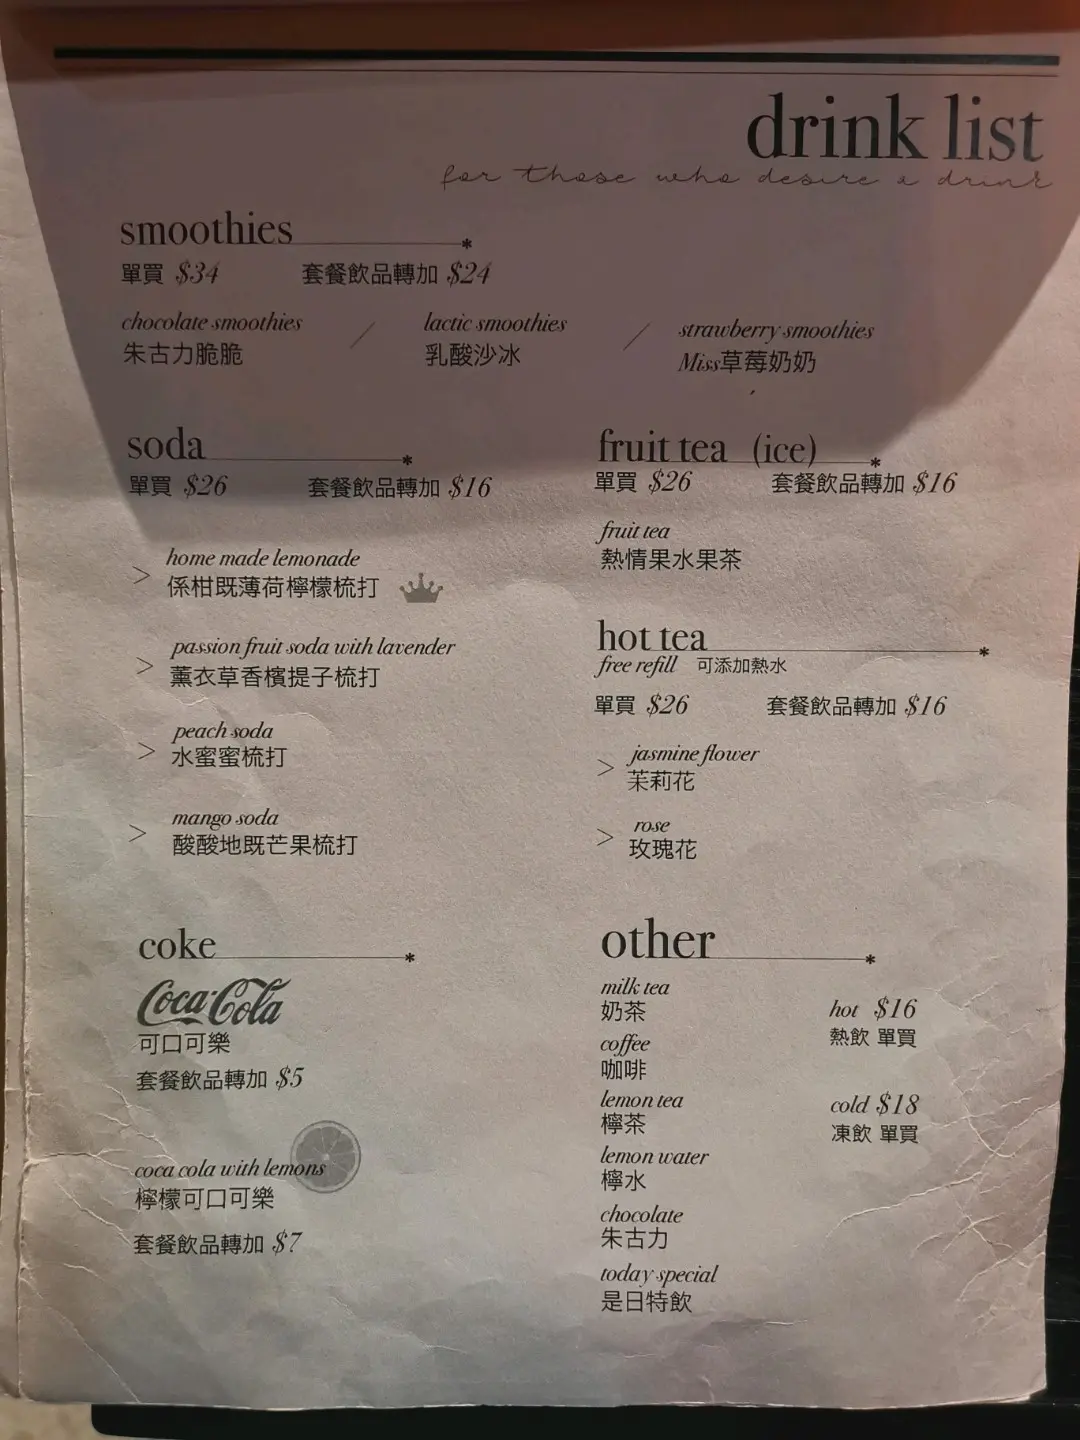 drink list
for those who desire a drink
smoothies
單買 $34 套餐飲品轉加 $24
chocolate smoothies / lactic smoothies / strawberry smoothies
朱古力脆脆 乳酸沙冰 Miss草莓奶奶
soda
單買 $26 套餐飲品轉加 $16
> home made lemonade
係柑既薄荷檸檬梳打
> passion fruit soda with lavender
薰衣草香檳提子梳打
> peach soda
水蜜蜜梳打
> mango soda
酸酸地既芒果梳打
fruit tea (ice)
單買 $26 套餐飲品轉加 $16
fruit tea
熱情果水果茶
hot tea
free refill 可添加熱水
單買 $26 套餐飲品轉加 $16
> jasmine flower
茉莉花
> rose
玫瑰花
coke
Coca-Cola
可口可樂
套餐飲品轉加 $5
coca cola with lemons
檸檬可口可樂
套餐飲品轉加 $7
other
milk tea
奶茶
coffee
咖啡
lemon tea
檸茶
lemon water
檸水
chocolate
朱古力
today special
是日特飲
hot $16
熱飲 單買
cold $18
凍飲 單買